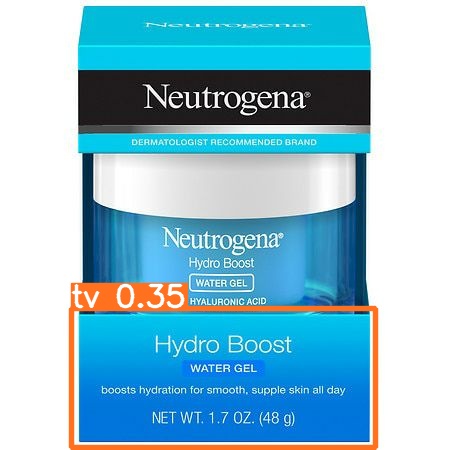 Neutrogena
Neutrogena®
DERMATOLOGIST RECOMMENDED BRAND
Neutrogena®
Hydro Boost
WATER GEL
HYALURONIC ACID
tv 0.35
Hydro Boost
WATER GEL
boosts hydration for smooth, supple skin all day
NET WT. 1.7 OZ. (48 g)